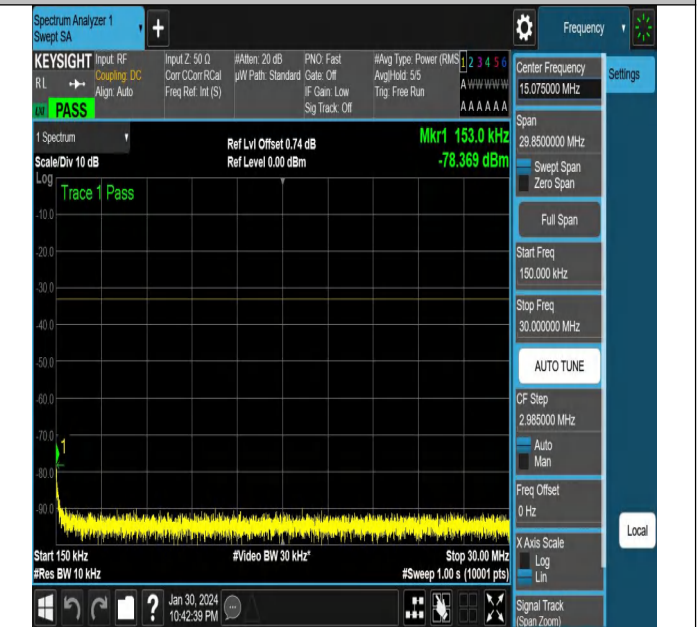 Spectrum Analyzer 1
Swept SA
+
Frequency
KEYSIGHT
RL
PASS
Input: RF
Coupling: DC
Align: Auto
Input Z: 50 Ω
Corr CCorr RCal
Freq Ref: Int (S)
#Atten: 20 dB
µW Path: Standard
PNO: Fast
Gate: Off
IF Gain: Low
Sig Track: Off
#Avg Type: Power (RMS
Avg|Hold: 5/5
Trig: Free Run
1 2 3 4 5 6
A W W W W W
A A A A A A
1 Spectrum
Scale/Div 10 dB
Ref Lvl Offset 0.74 dB
Ref Level 0.00 dBm
Mkr1 153.0 kHz
-78.369 dBm
Log
Trace 1 Pass
-10.0
-20.0
-30.0
-40.0
-50.0
-60.0
-70.0
1
-80.0
-90.0
Start 150 kHz
#Res BW 10 kHz
#Video BW 30 kHz*
Stop 30.00 MHz
#Sweep 1.00 s (10001 pts)
?
Jan 30, 2024
10:42:39 PM
Center Frequency
15.075000 MHz
Settings
Span
29.8500000 MHz
Swept Span
Zero Span
Full Span
Start Freq
150.000 kHz
Stop Freq
30.000000 MHz
AUTO TUNE
CF Step
2.985000 MHz
Auto
Man
Freq Offset
0 Hz
X Axis Scale
Log
Lin
Local
Signal Track
(Span Zoom)